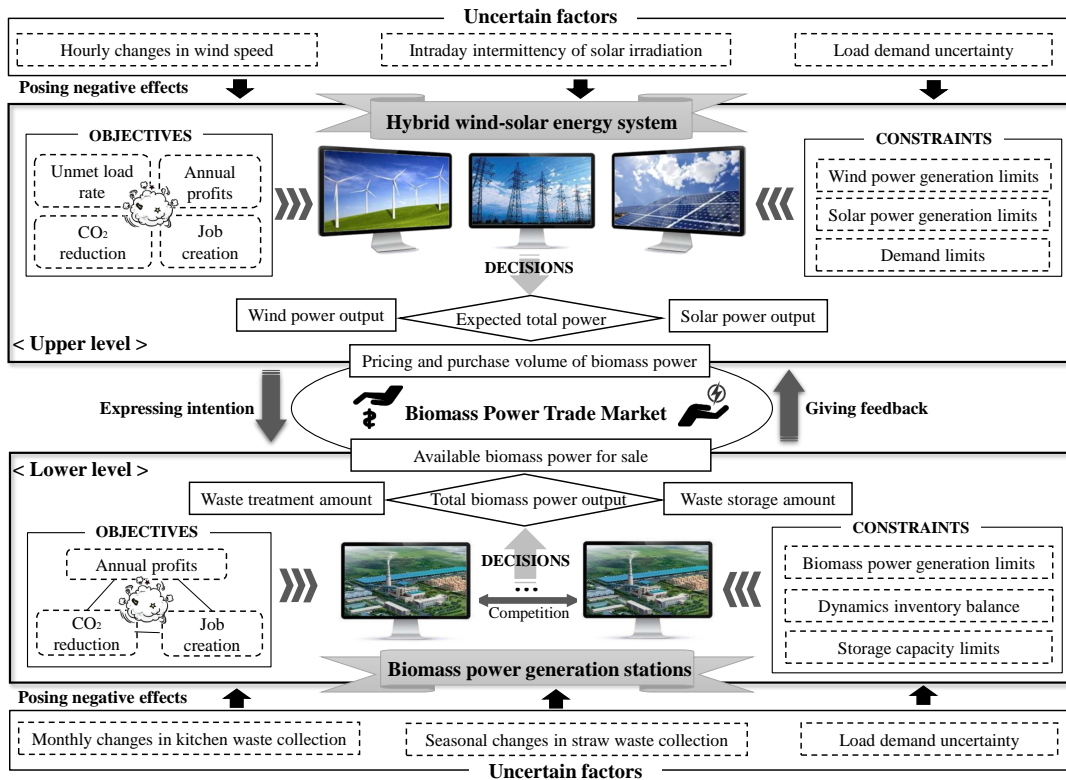 Uncertain factors
Hourly changes in wind speed
Intraday intermittency of solar irradiation
Load demand uncertainty
Posing negative effects
Hybrid wind-solar energy system
OBJECTIVES
Unmet load
rate
Annual
profits
CO₂
reduction
Job
creation
CONSTRAINTS
Wind power generation limits
Solar power generation limits
Demand limits
DECISIONS
Wind power output
Expected total power
Solar power output
< Upper level >
Pricing and purchase volume of biomass power
Expressing intention
Biomass Power Trade Market
Giving feedback
Available biomass power for sale
< Lower level >
Waste treatment amount
Total biomass power output
Waste storage amount
OBJECTIVES
Annual profits
CO₂
reduction
Job
creation
DECISIONS
...
Competition
CONSTRAINTS
Biomass power generation limits
Dynamics inventory balance
Storage capacity limits
Biomass power generation stations
Posing negative effects
Monthly changes in kitchen waste collection
Seasonal changes in straw waste collection
Load demand uncertainty
Uncertain factors